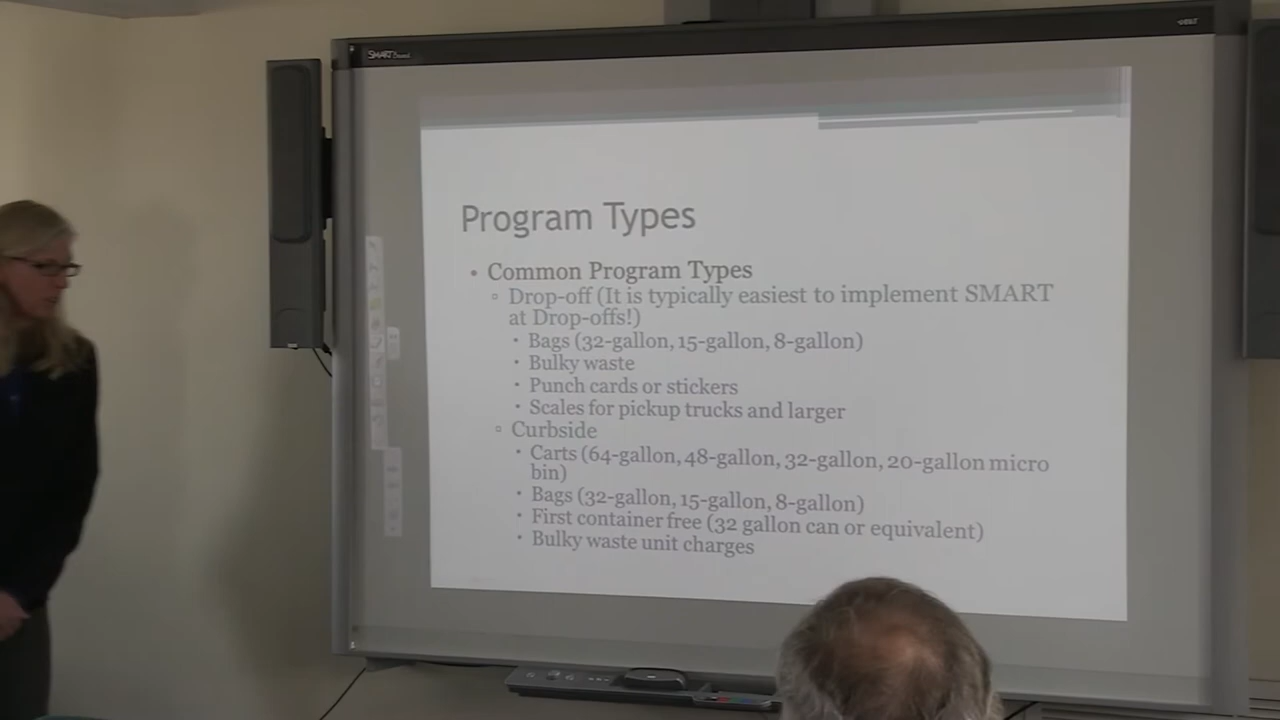 SMART Board
Program Types
• Common Program Types
▫ Drop-off (It is typically easiest to implement SMART
at Drop-offs!)
• Bags (32-gallon, 15-gallon, 8-gallon)
• Bulky waste
• Punch cards or stickers
• Scales for pickup trucks and larger
▫ Curbside
• Carts (64-gallon, 48-gallon, 32-gallon, 20-gallon micro
bin)
• Bags (32-gallon, 15-gallon, 8-gallon)
• First container free (32 gallon can or equivalent)
• Bulky waste unit charges